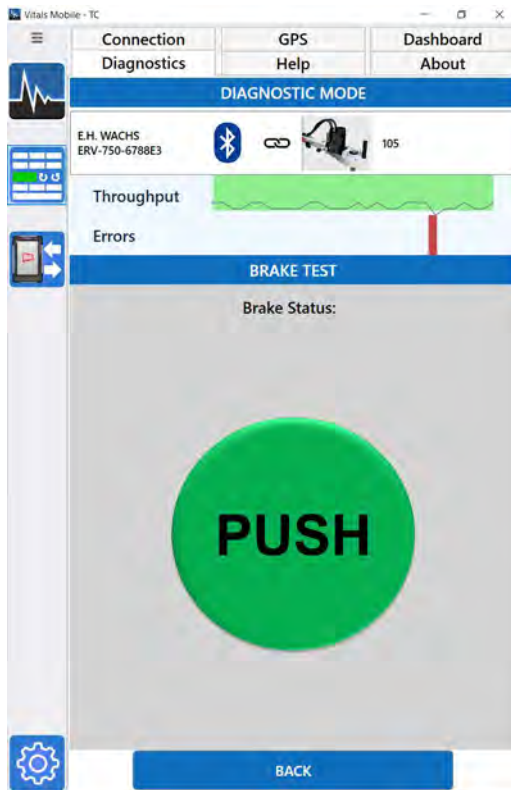 Vitals Mobile - TC
Connection GPS Dashboard
Diagnostics Help About
DIAGNOSTIC MODE
E.H. WACHS
ERV-750-6788E3
105
Throughput
Errors
BRAKE TEST
Brake Status:
PUSH
BACK